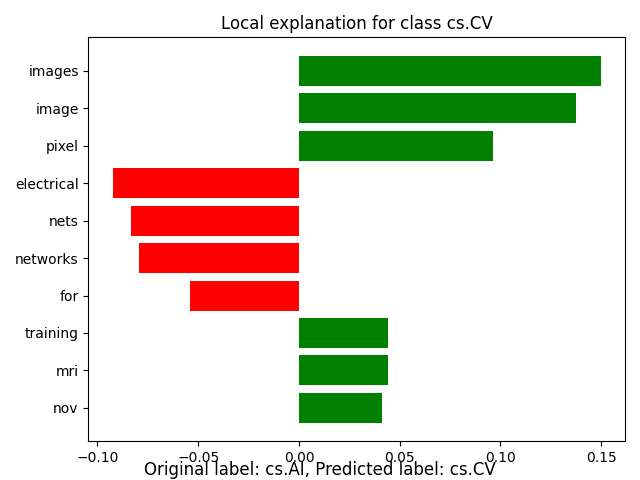 Local explanation for class cs.CV
images
image
pixel
electrical
nets
networks
for
training
mri
nov
−0.10 −0.05 0.00 0.05 0.10 0.15
Original label: cs.AI, Predicted label: cs.CV